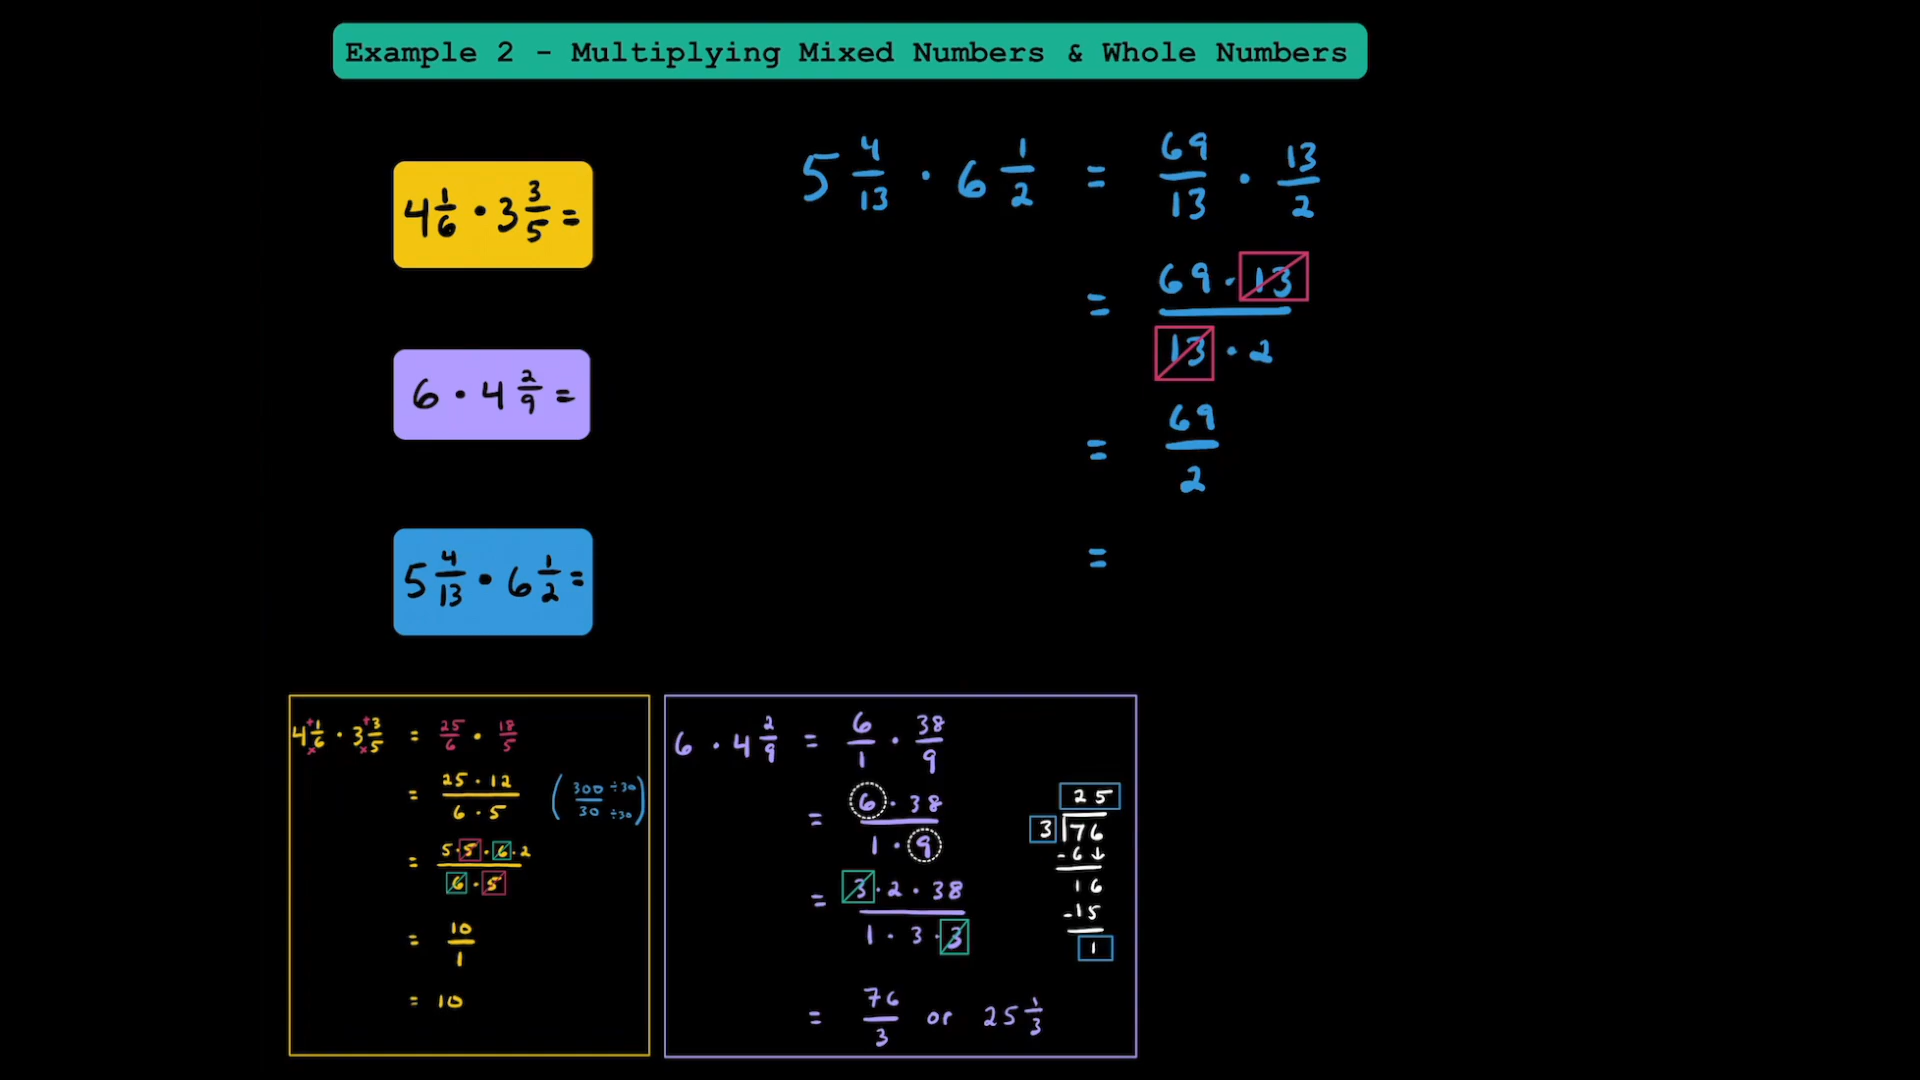 Example 2 - Multiplying Mixed Numbers & Whole Numbers
4 1/6 · 3 3/5 =
6 · 4 2/9 =
5 4/13 · 6 1/2 =
5 4/13 · 6 1/2 = 69/13 · 13/2
= 69 · 13 / 13 · 2
= 69/2
=
4 1/6 · 3 3/5 = 25/6 · 18/5
+ +
x x
= 25 · 12 / 6 · 5 (300 ÷30 / 30 ÷30)
= 5 · 5 · 6 · 2 / 6 · 5
= 10/1
= 10
6 · 4 2/9 = 6/1 · 38/9
= 6 · 38 / 1 · 9
= 3 · 2 · 38 / 1 · 3 · 3
= 76/3 or 25 1/3
25
3 76
-6↓
16
-15
1